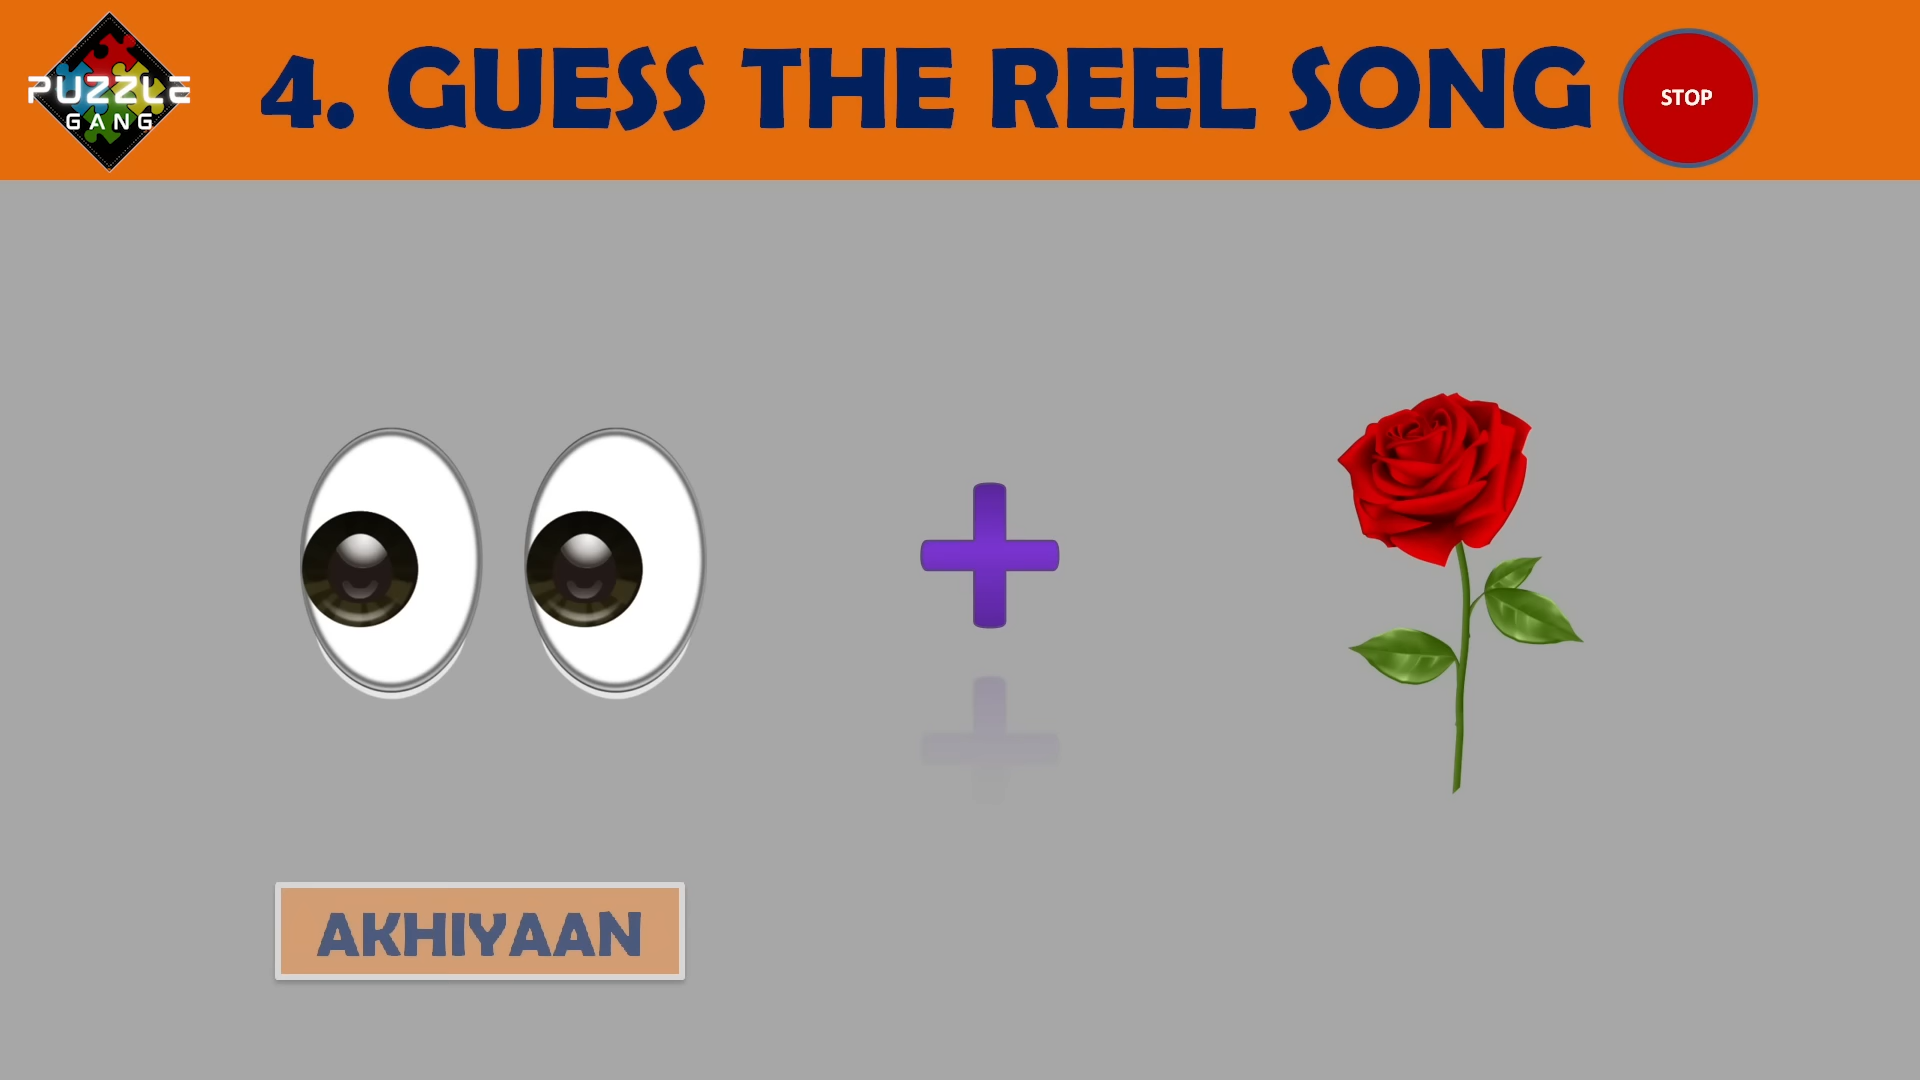 PUZZLE
GANG
4. GUESS THE REEL SONG
STOP
AKHIYAAN